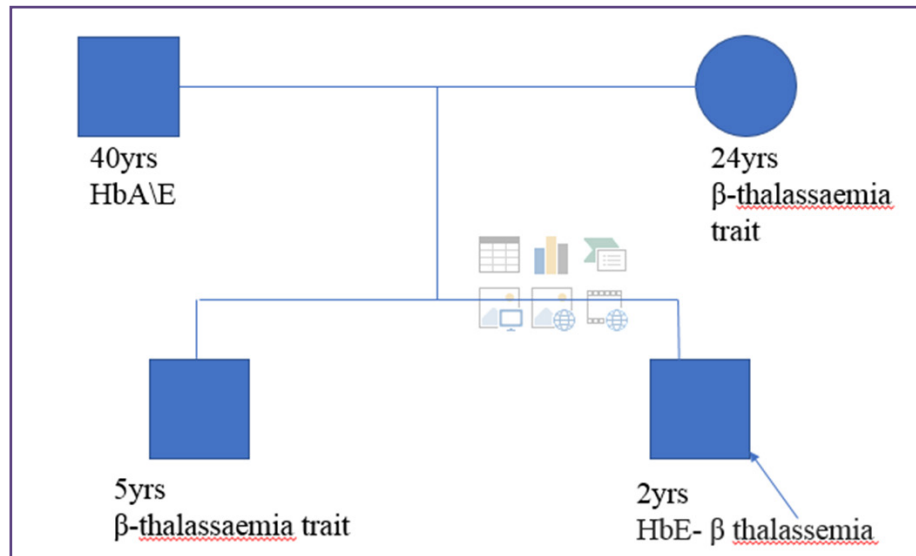 40yrs
HbA\E
24yrs
β-thalassaemia
trait
5yrs
β-thalassaemia trait
2yrs
HbE- β thalassemia